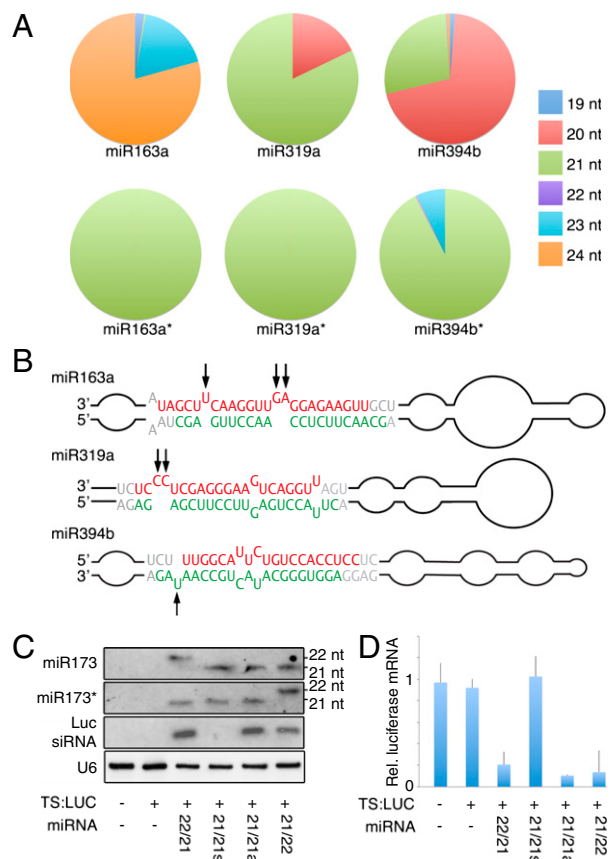 A
miR163a
miR319a
miR394b
miR163a*
miR319a*
miR394b*
19 nt
20 nt
21 nt
22 nt
23 nt
24 nt
B
miR163a
3' AUAGCUUCAAGGUUGAGGAGAAGUUGCU
5' AUCGA GUUCCAA CCUCUUCAACGA
miR319a
3' UCUCCCUCGAGGGAAGUCAGGUUAGU
5' AGAG AGCUUCCUUGAGUCCAUUCA
miR394b
5' UCU UUGGCAUUCUGUCCACCUCCUC
3' AGAUAACCGUCAUACGGGUGGAGGAG
C
miR173
22 nt
21 nt
miR173*
22 nt
21 nt
Luc siRNA
U6
TS:LUC - + + + + +
miRNA - - 22/21 21/21s 21/21a 21/22
D
Rel. luciferase mRNA
1
0
TS:LUC - + + + + +
miRNA - - 22/21 21/21s 21/21a 21/22